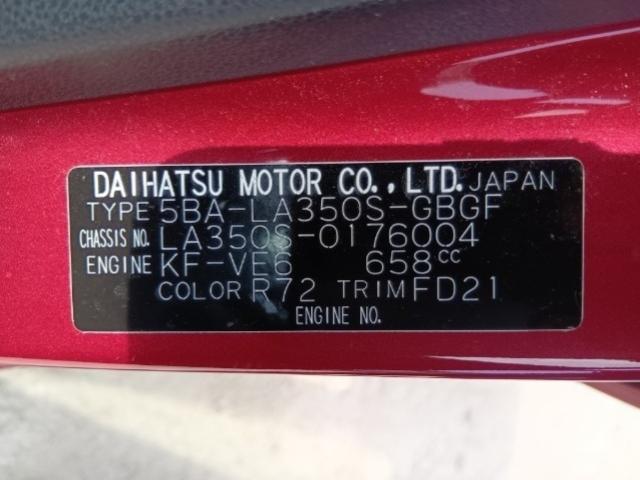 DAIHATSU MOTOR CO., LTD. JAPAN
TYPE 5BA-LA350S-GBGF
CHASSIS NO. LA350S-0176004
ENGINE KF-VE6 658cc
COLOR R72 TRIM FD21
ENGINE NO.